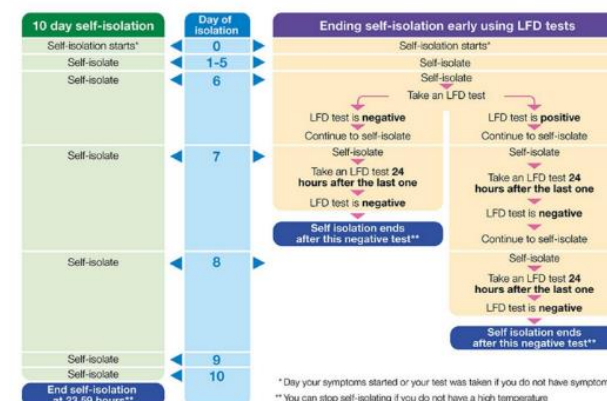 10 day self-isolation
Day of
isolation
Ending self-isolation early using LFD tests
Self-isolation starts*
0
Self-isolation starts*
Self-isolate
1-5
Self-isolate
Self-isolate
6
Self-isolate
Take an LFD test
LFD test is negative
LFD test is positive
Continue to self-isolate
Continue to self-isolate
Self-isolate
7
Self-isolate
Self-isolate
Take an LFD test 24
hours after the last one
Take an LFD test 24
hours after the last one
LFD test is negative
LFD test is negative
Self isolation ends
after this negative test**
Continue to self-isolate
Self-isolate
8
Self-isolate
Take an LFD test 24
hours after the last one
LFD test is negative
Self isolation ends
after this negative test**
Self-isolate
9
Self-isolate
10
End self-isolation
at 23.59 hours**
* Day your symptoms started or your test was taken if you do not have symptom
** You can stop self-isolating if you do not have a high temperature